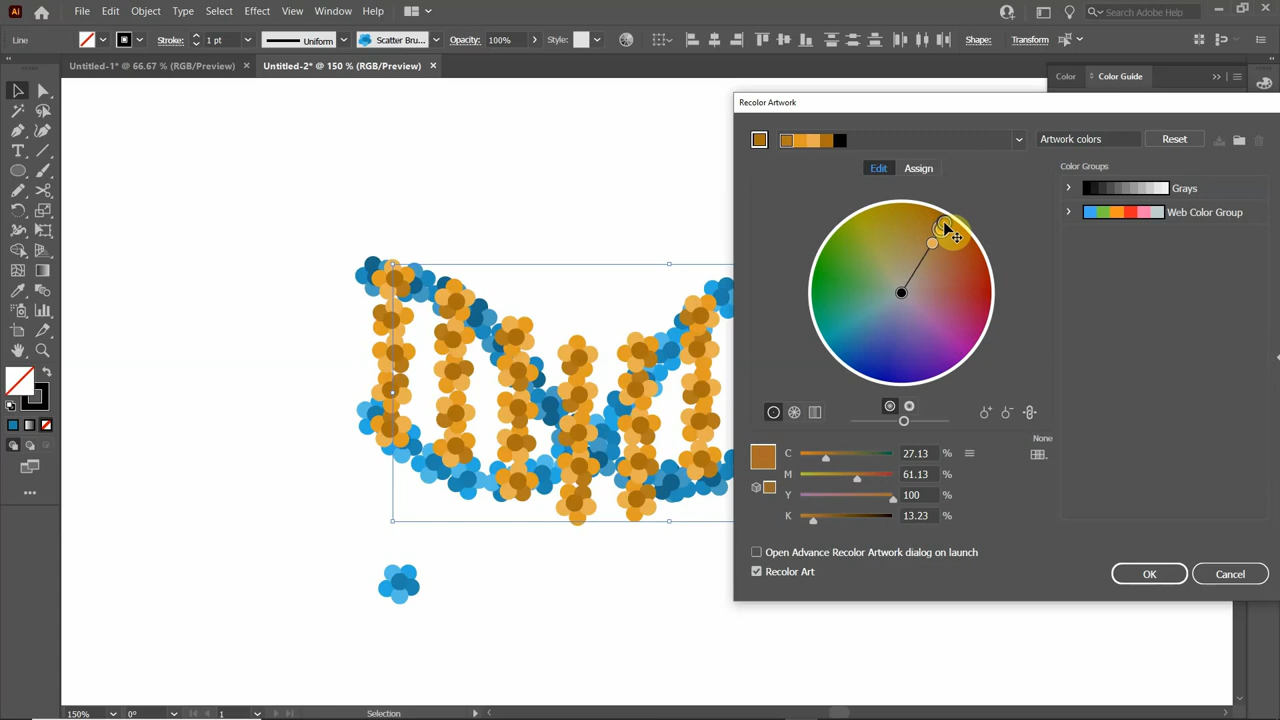 Ai File Edit Object Type Select Effect View Window Help Search Adobe Help
Line Stroke: 1 pt Uniform Scatter Bru... Opacity: 100% Style: Shape: Transform
Untitled-1* @ 66.67 % (RGB/Preview) × Untitled-2* @ 150 % (RGB/Preview) ×
Color Color Guide
Recolor Artwork
Artwork colors Reset
Edit Assign
Color Groups
Grays
Web Color Group
None
C 27.13 %
M 61.13 %
Y 100 %
K 13.23 %
Open Advance Recolor Artwork dialog on launch
Recolor Art
OK Cancel
150% 0° 1 Selection